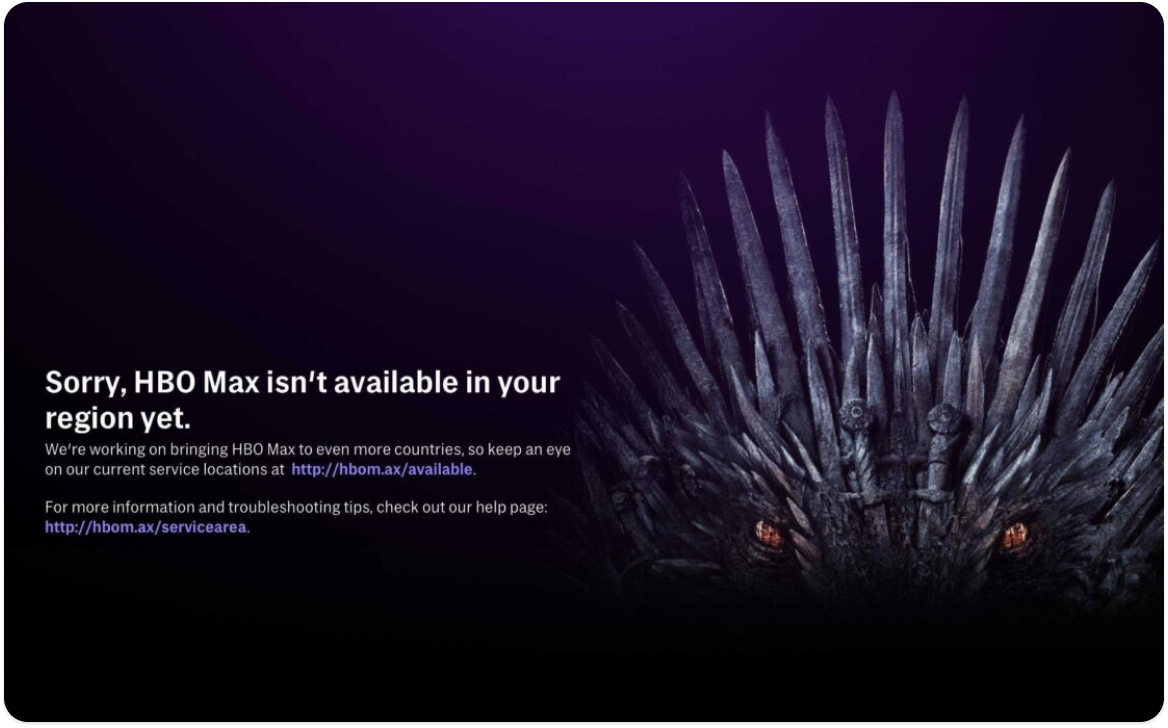 Sorry, HBO Max isn't available in your
region yet.
We're working on bringing HBO Max to even more countries, so keep an eye
on our current service locations at http://hbom.ax/available.
For more information and troubleshooting tips, check out our help page:
http://hbom.ax/servicearea.